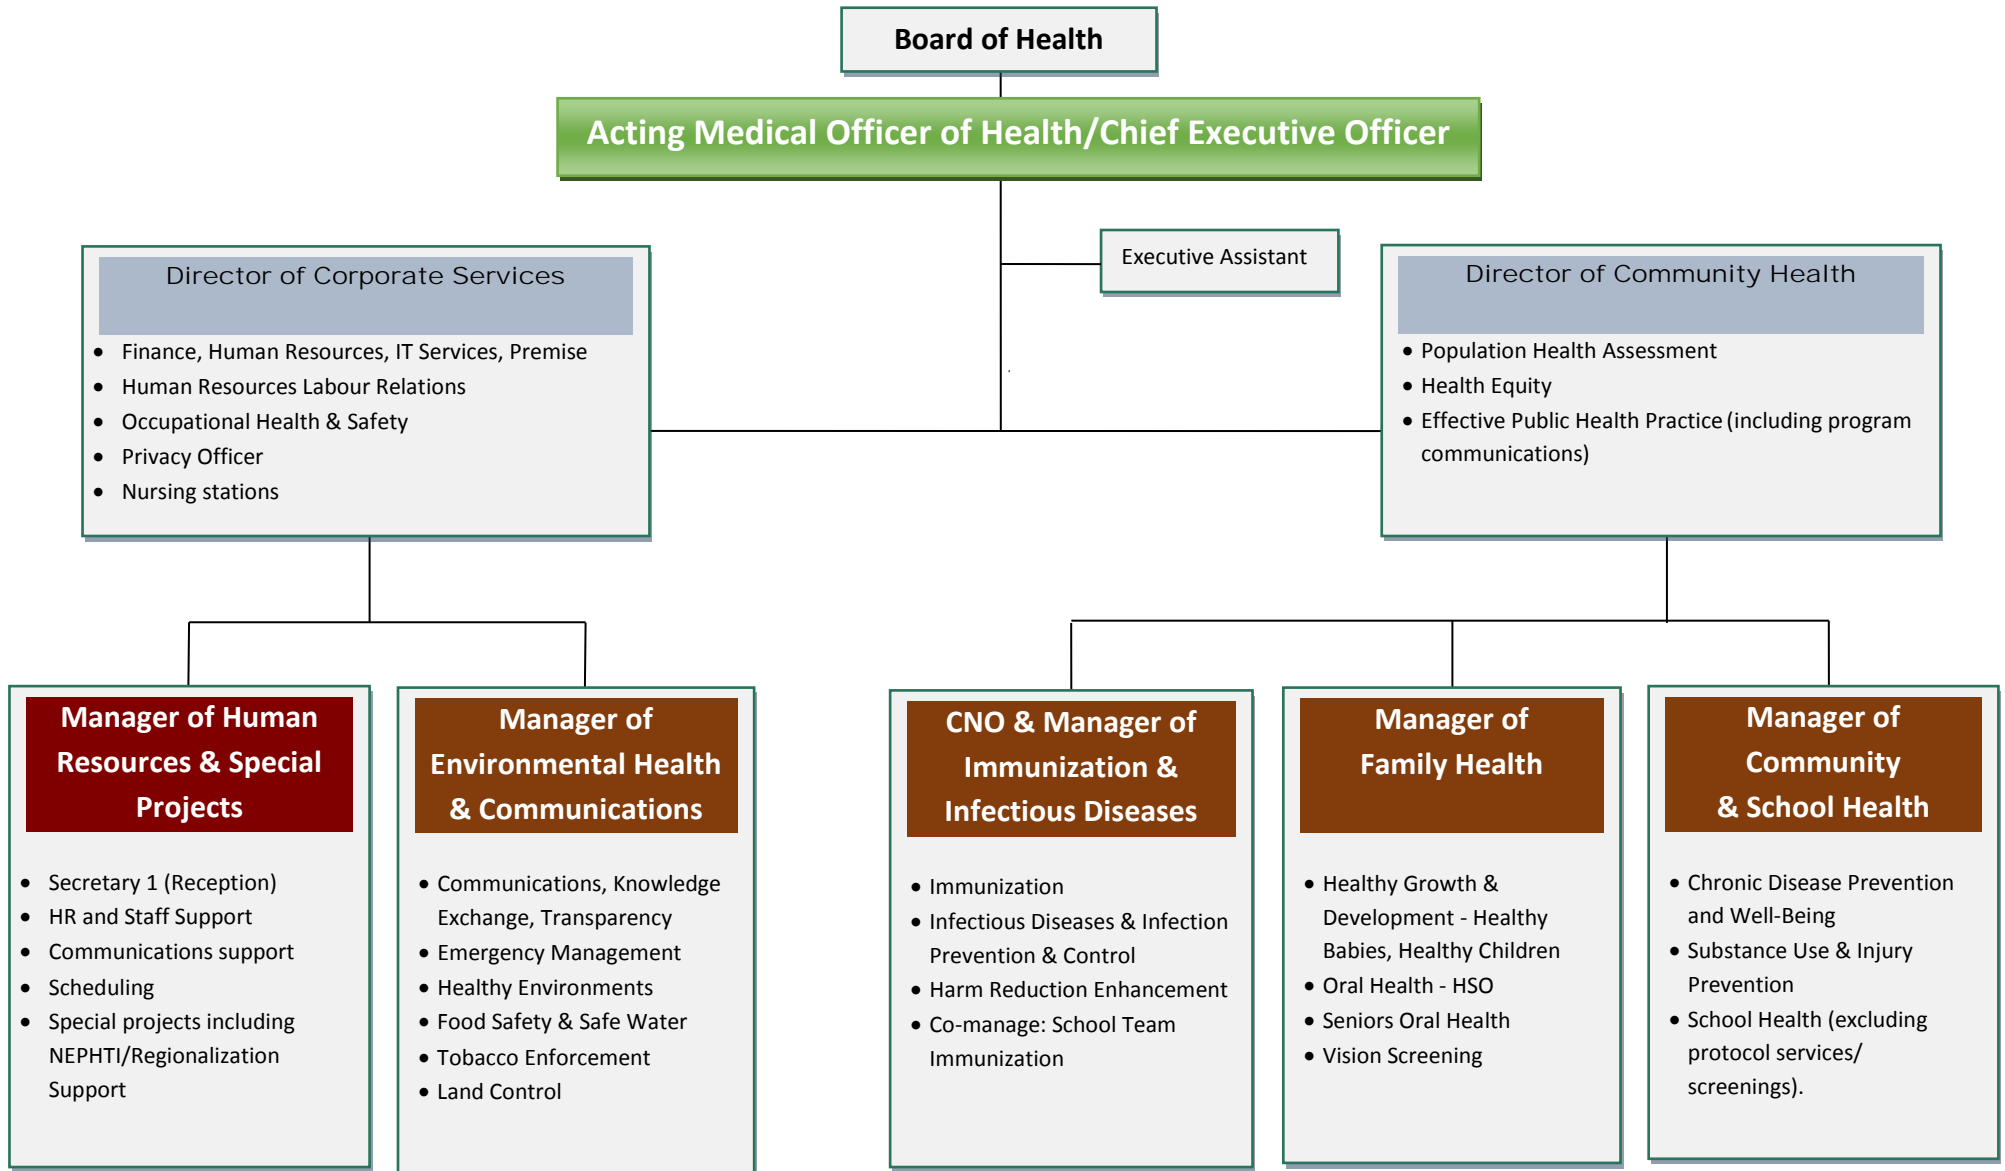 Board of Health
Acting Medical Officer of Health/Chief Executive Officer
Executive Assistant
Director of Corporate Services
• Finance, Human Resources, IT Services, Premise
• Human Resources Labour Relations
• Occupational Health & Safety
• Privacy Officer
• Nursing stations
Director of Community Health
• Population Health Assessment
• Health Equity
• Effective Public Health Practice (including program
communications)
Manager of Human
Resources & Special
Projects
• Secretary 1 (Reception)
• HR and Staff Support
• Communications support
• Scheduling
• Special projects including
NEPHTI/Regionalization
Support
Manager of
Environmental Health
& Communications
• Communications, Knowledge
Exchange, Transparency
• Emergency Management
• Healthy Environments
• Food Safety & Safe Water
• Tobacco Enforcement
• Land Control
CNO & Manager of
Immunization &
Infectious Diseases
• Immunization
• Infectious Diseases & Infection
Prevention & Control
• Harm Reduction Enhancement
• Co-manage: School Team
Immunization
Manager of
Family Health
• Healthy Growth &
Development - Healthy
Babies, Healthy Children
• Oral Health - HSO
• Seniors Oral Health
• Vision Screening
Manager of
Community
& School Health
• Chronic Disease Prevention
and Well-Being
• Substance Use & Injury
Prevention
• School Health (excluding
protocol services/
screenings).